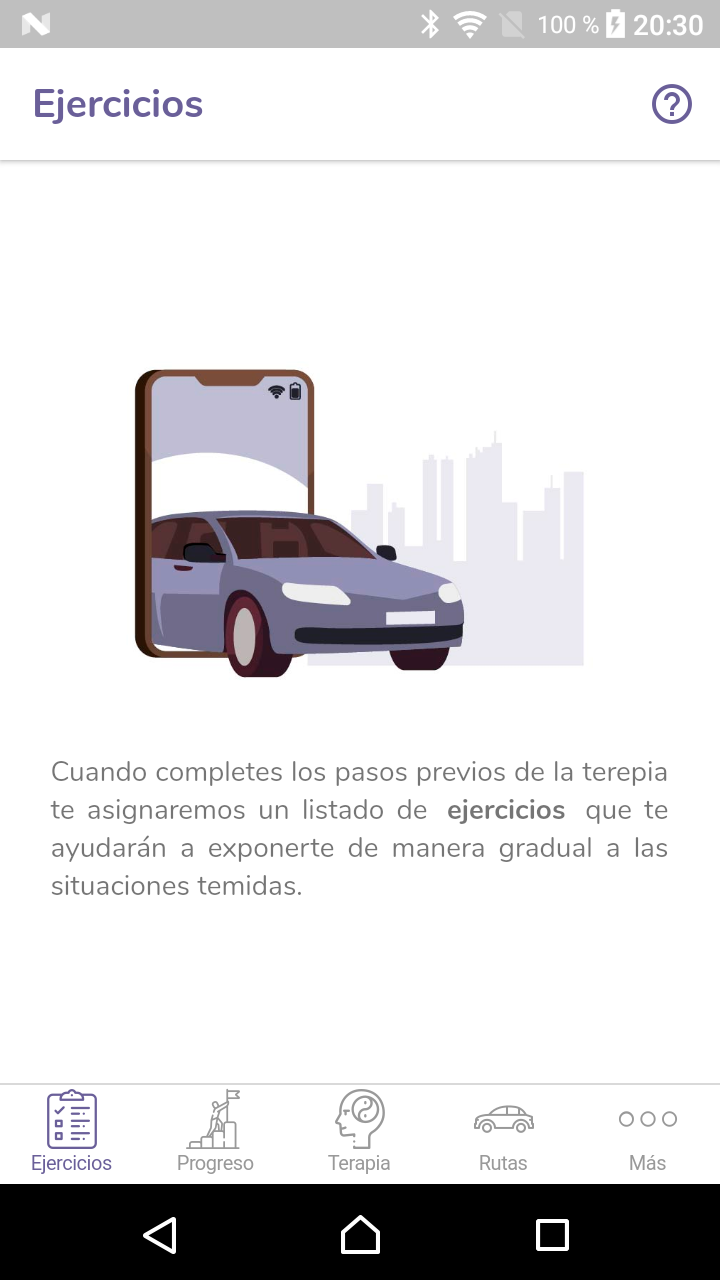 100 % 20:30
Ejercicios
Cuando completes los pasos previos de la terepia
te asignaremos un listado de ejercicios que te
ayudarán a exponerte de manera gradual a las
situaciones temidas.
Ejercicios Progreso Terapia Rutas Más